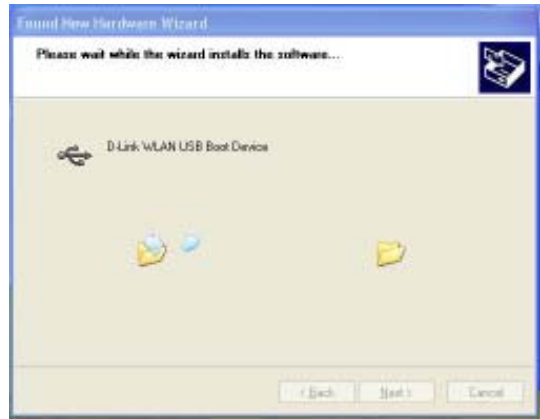 Found New Hardware Wizard
Please wait while the wizard installs the software...
D-Link WLAN USB Boot Device
< Back
Next >
Cancel